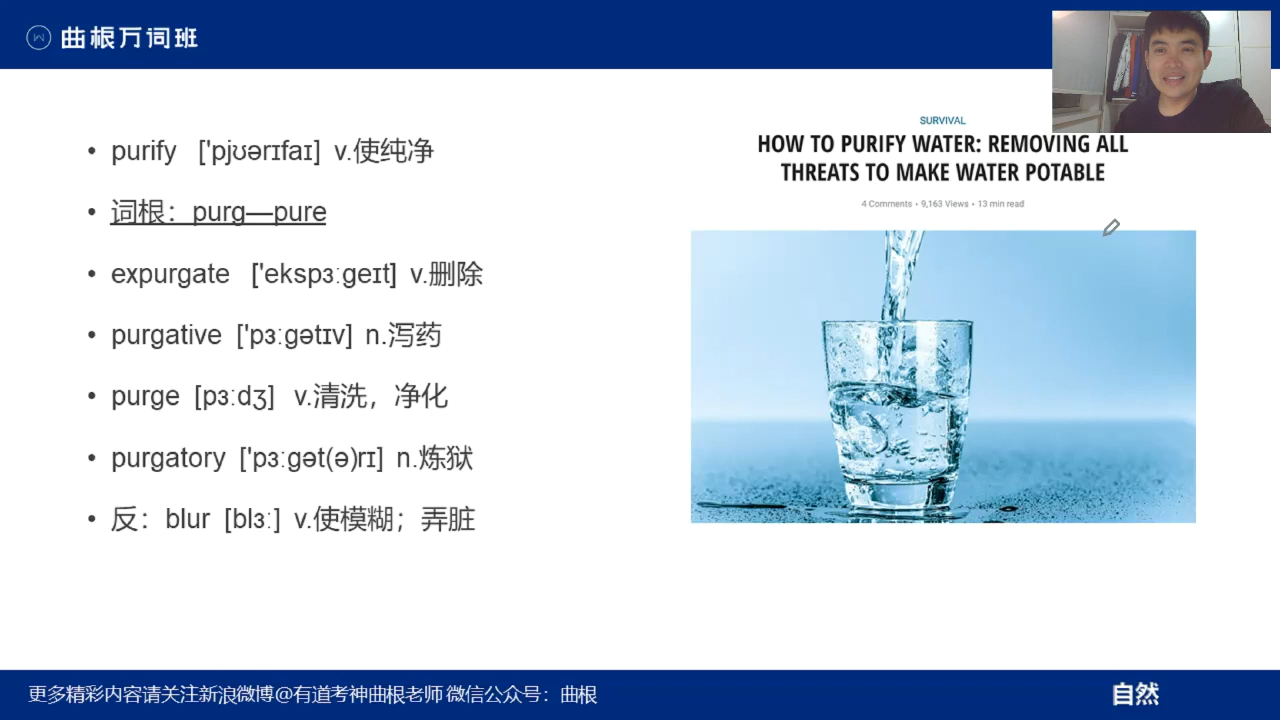 曲根万词班
purify ['pjʊərɪfaɪ] v.使纯净
词根：purg—pure
expurgate ['ekspɜːgeɪt] v.删除
purgative ['pɜːgətɪv] n.泻药
purge [pɜːdʒ] v.清洗，净化
purgatory ['pɜːgət(ə)rɪ] n.炼狱
反：blur [blɜː] v.使模糊；弄脏
SURVIVAL
HOW TO PURIFY WATER: REMOVING ALL
THREATS TO MAKE WATER POTABLE
4 Comments • 9,163 Views • 13 min read
更多精彩内容请关注新浪微博@有道考神曲根老师 微信公众号：曲根
自然